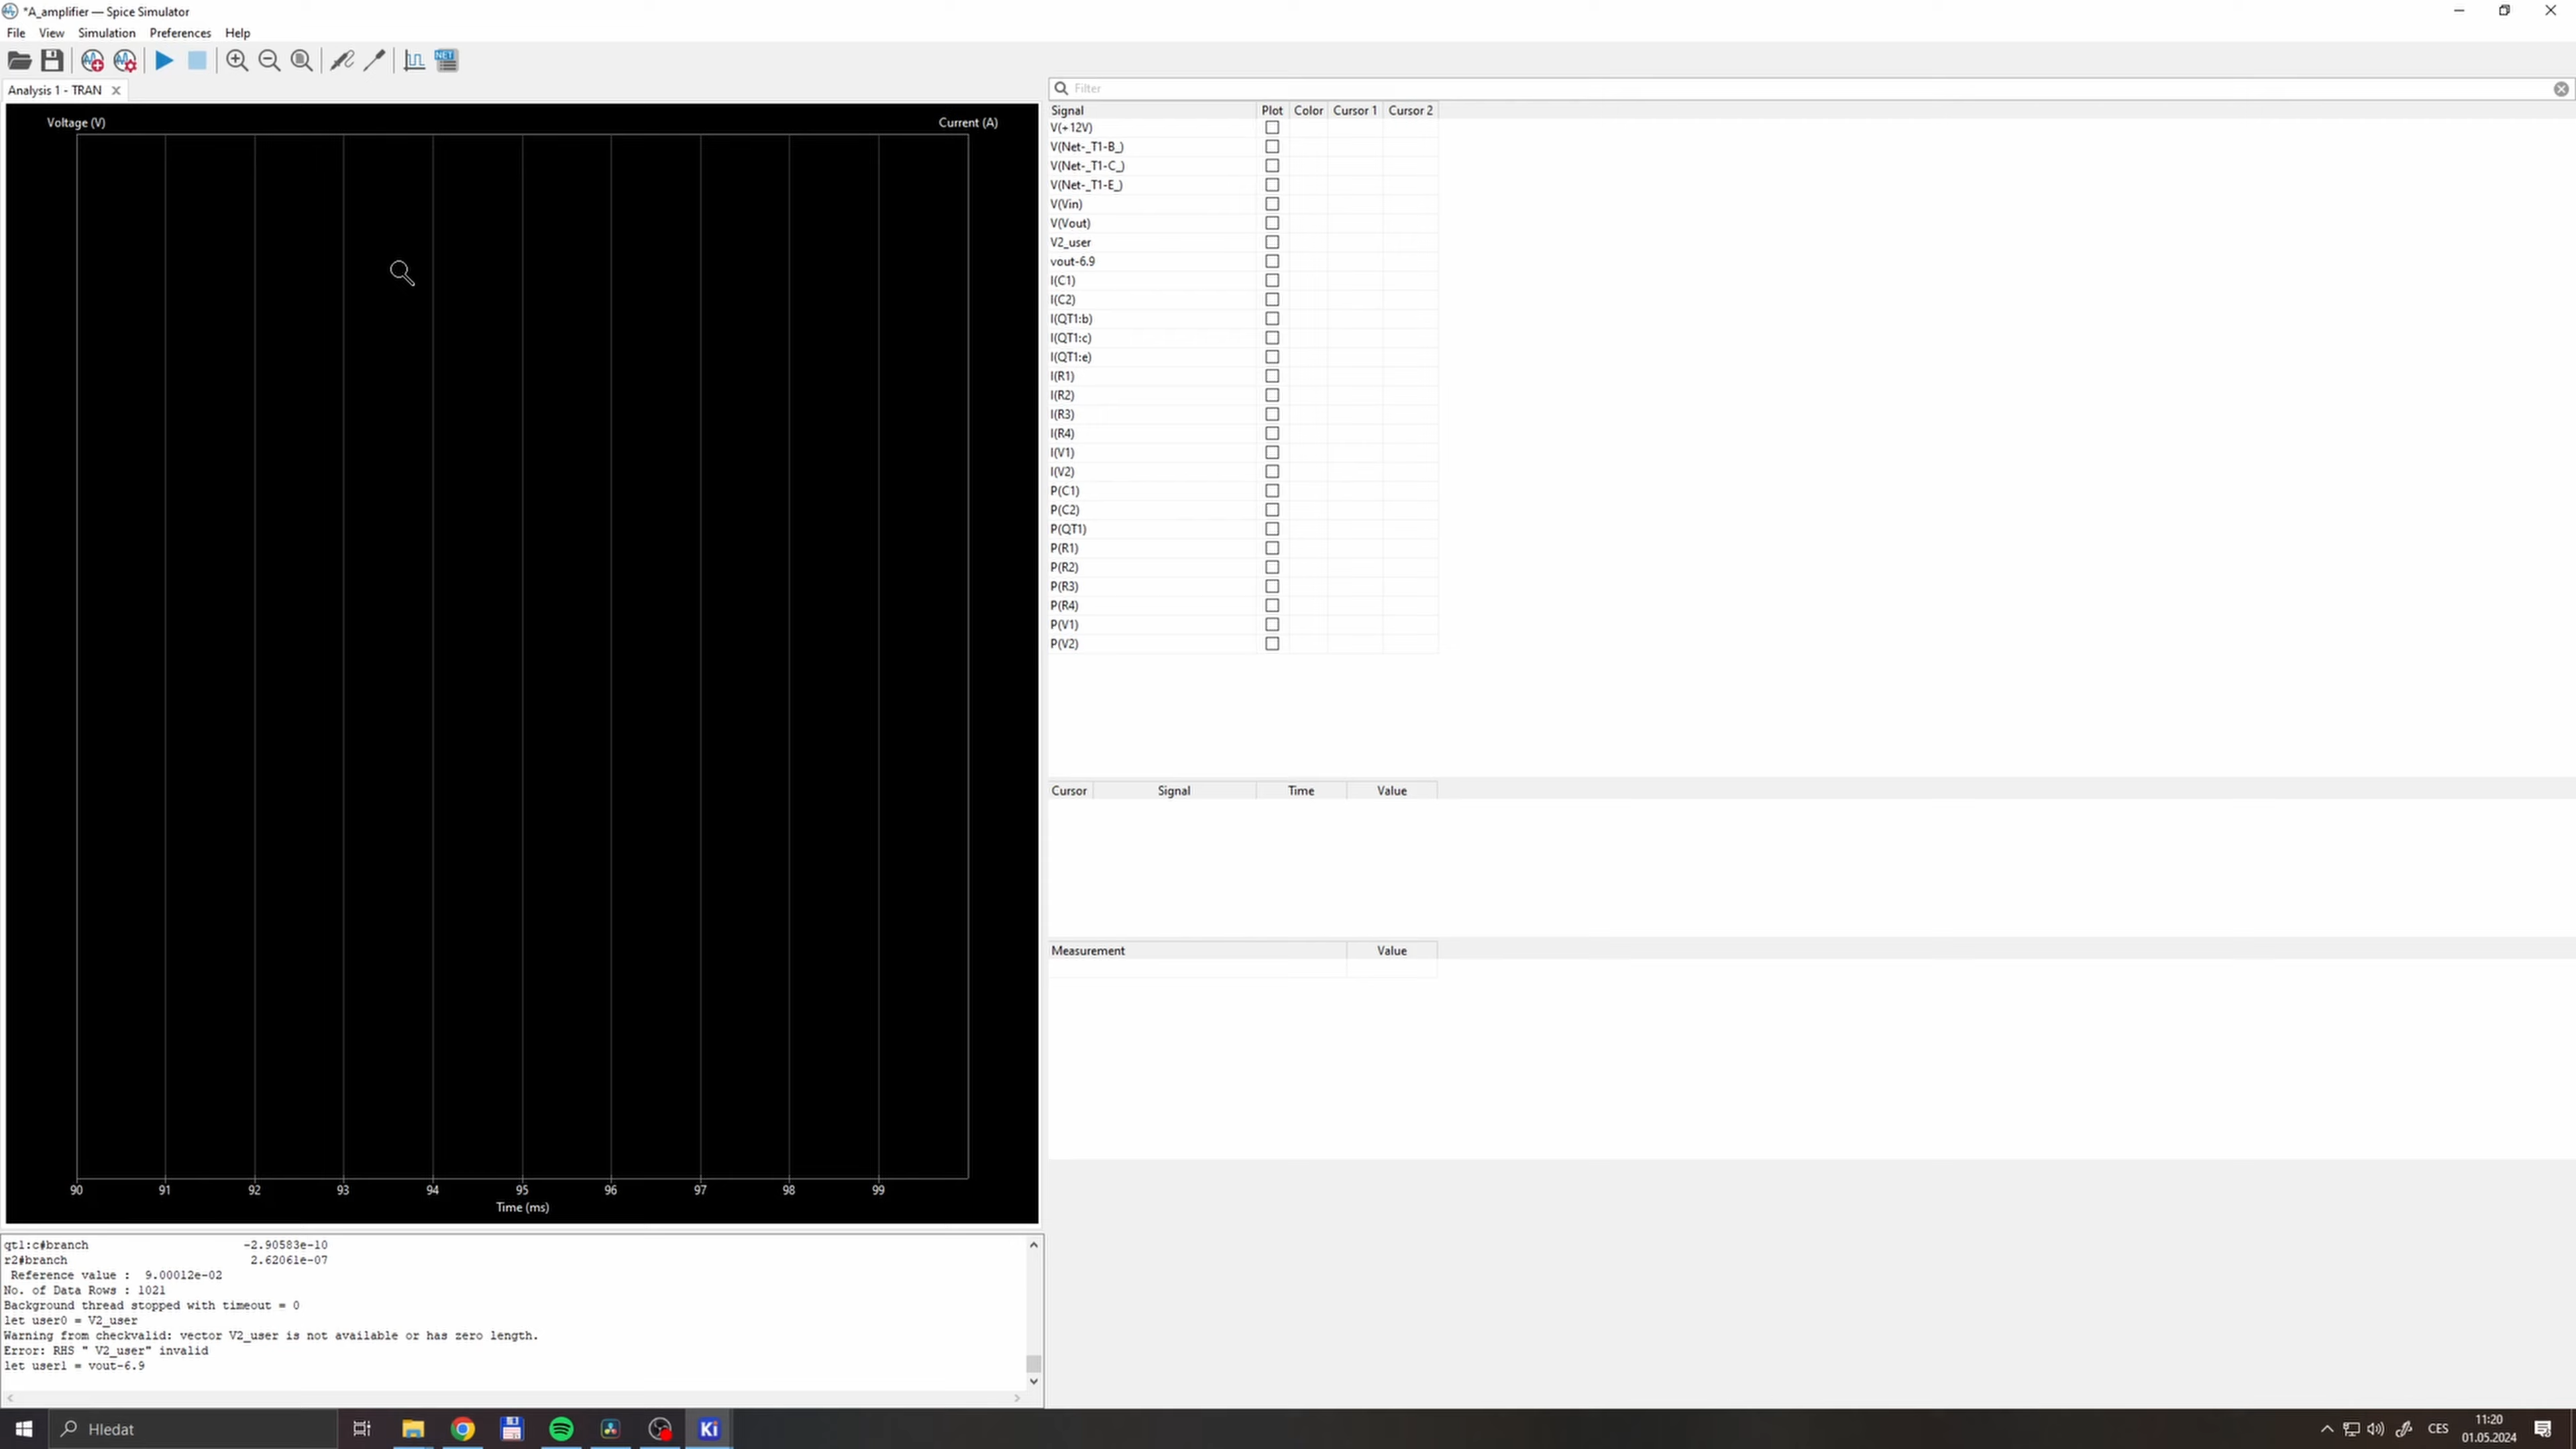 *A_amplifier — Spice Simulator
File View Simulation Preferences Help
NET
Analysis 1 - TRAN
Voltage (V) Current (A)
90 91 92 93 94 95 96 97 98 99
Time (ms)
Filter
Signal Plot Color Cursor 1 Cursor 2
V(+12V)
V(Net-_T1-B_)
V(Net-_T1-C_)
V(Net-_T1-E_)
V(Vin)
V(Vout)
V2_user
vout-6.9
I(C1)
I(C2)
I(QT1:b)
I(QT1:c)
I(QT1:e)
I(R1)
I(R2)
I(R3)
I(R4)
I(V1)
I(V2)
P(C1)
P(C2)
P(QT1)
P(R1)
P(R2)
P(R3)
P(R4)
P(V1)
P(V2)
Cursor Signal Time Value
Measurement Value
qt1:c#branch -2.90583e-10
r2#branch 2.62061e-07
Reference value : 9.00012e-02
No. of Data Rows : 1021
Background thread stopped with timeout = 0
let user0 = V2_user
Warning from checkvalid: vector V2_user is not available or has zero length.
Error: RHS " V2_user" invalid
let user1 = vout-6.9
Hledat
Ki
CES
11:20
01.05.2024